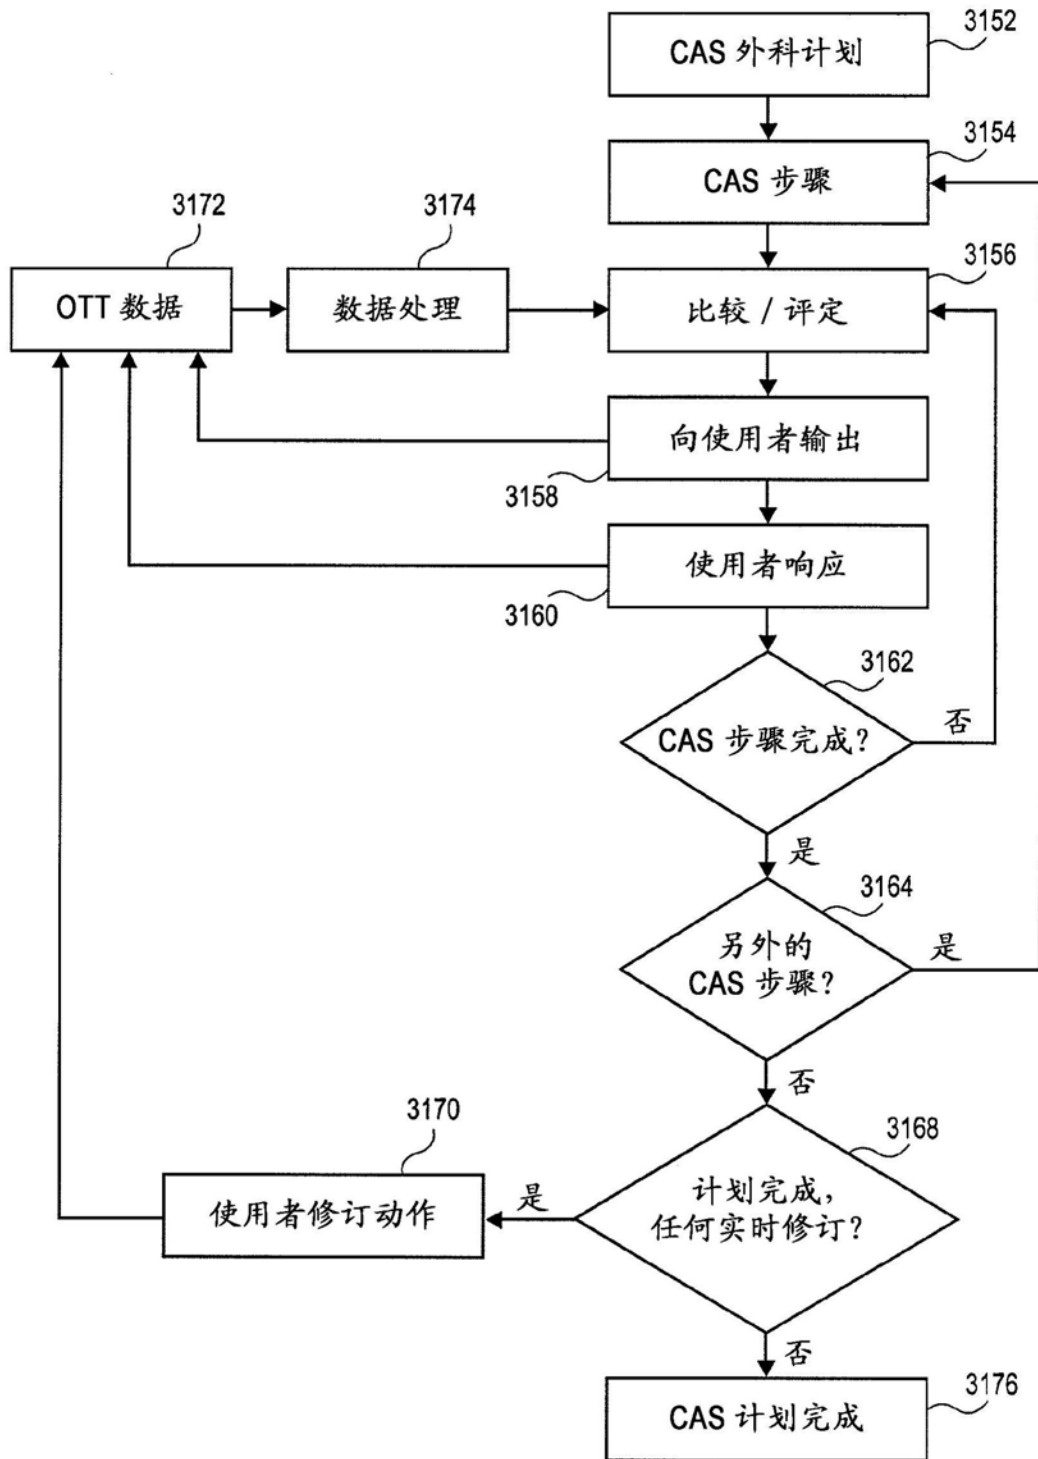 3152
CAS 外科计划
3154
CAS 步骤
3172
3174
3156
OTT 数据
数据处理
比较 / 评定
向使用者输出
3158
使用者响应
3160
3162
CAS 步骤完成?
否
是
3164
另外的
CAS 步骤?
是
否
3170
3168
使用者修订动作
是
计划完成,
任何实时修订?
否
3176
CAS 计划完成